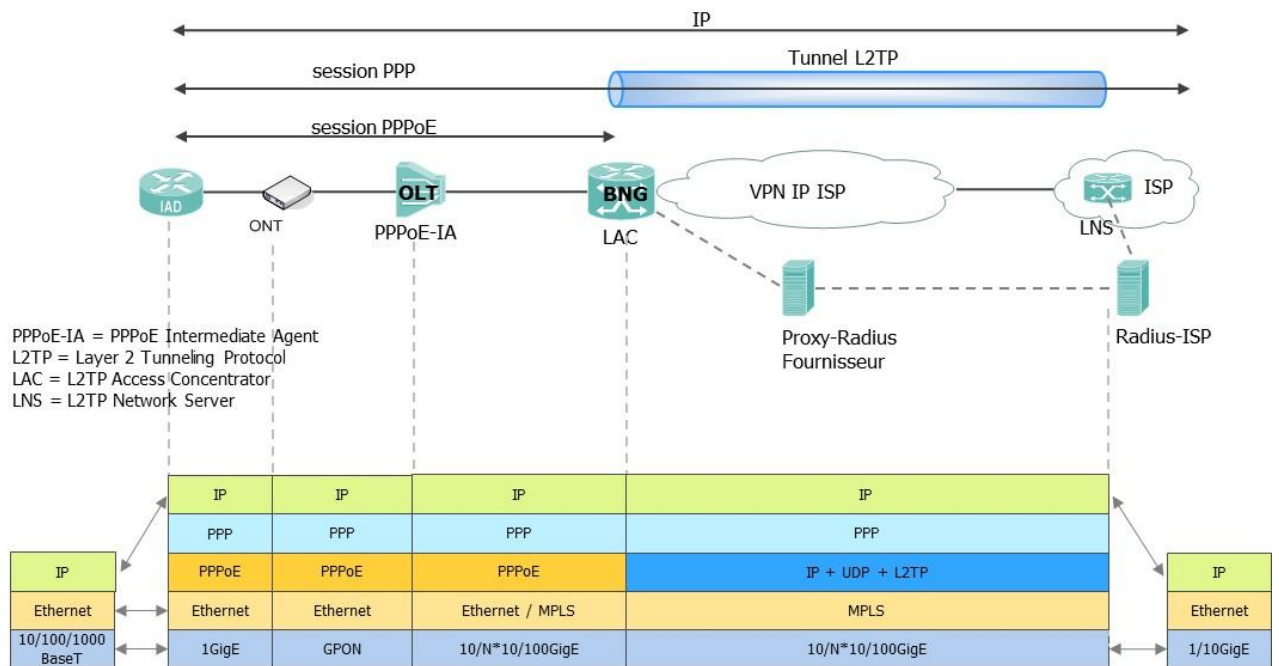 IP
Tunnel L2TP
session PPP
session PPPoE
IAD
ONT
OLT
PPPoE-IA
BNG
LAC
VPN IP ISP
ISP
LNS
Proxy-Radius
Fournisseur
Radius-ISP
PPPoE-IA = PPPoE Intermediate Agent
L2TP = Layer 2 Tunneling Protocol
LAC = L2TP Access Concentrator
LNS = L2TP Network Server
IP IP IP IP
PPP PPP PPP PPP
IP PPPoE PPPoE PPPoE IP + UDP + L2TP IP
Ethernet Ethernet Ethernet Ethernet / MPLS MPLS Ethernet
10/100/1000
BaseT 1GigE GPON 10/N*10/100GigE 10/N*10/100GigE 1/10GigE